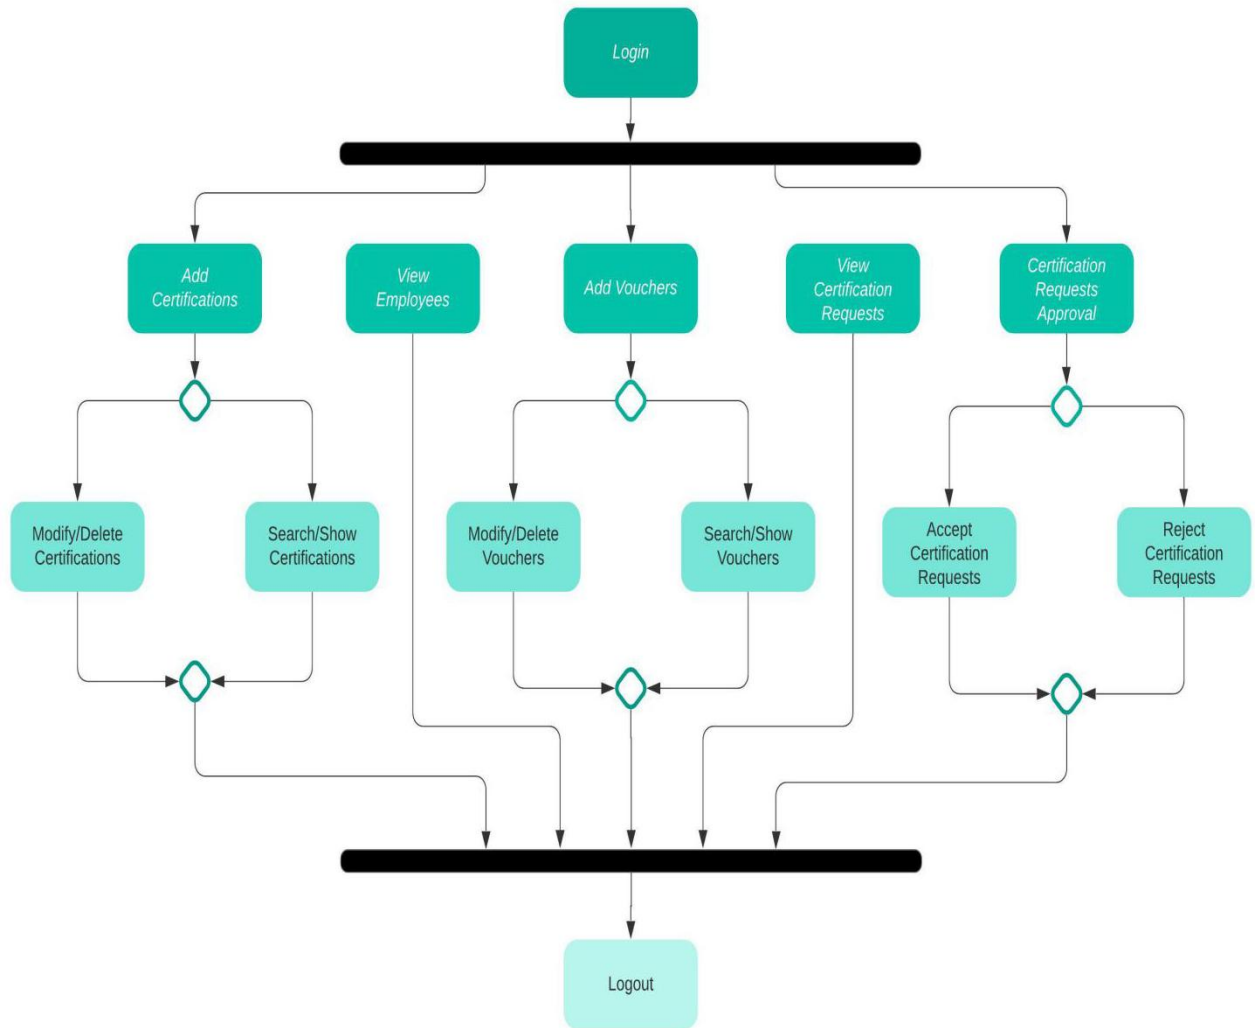 Login
Add
Certifications
View
Employees
Add Vouchers
View
Certification
Requests
Certification
Requests
Approval
Modify/Delete
Certifications
Search/Show
Certifications
Modify/Delete
Vouchers
Search/Show
Vouchers
Accept
Certification
Requests
Reject
Certification
Requests
Logout